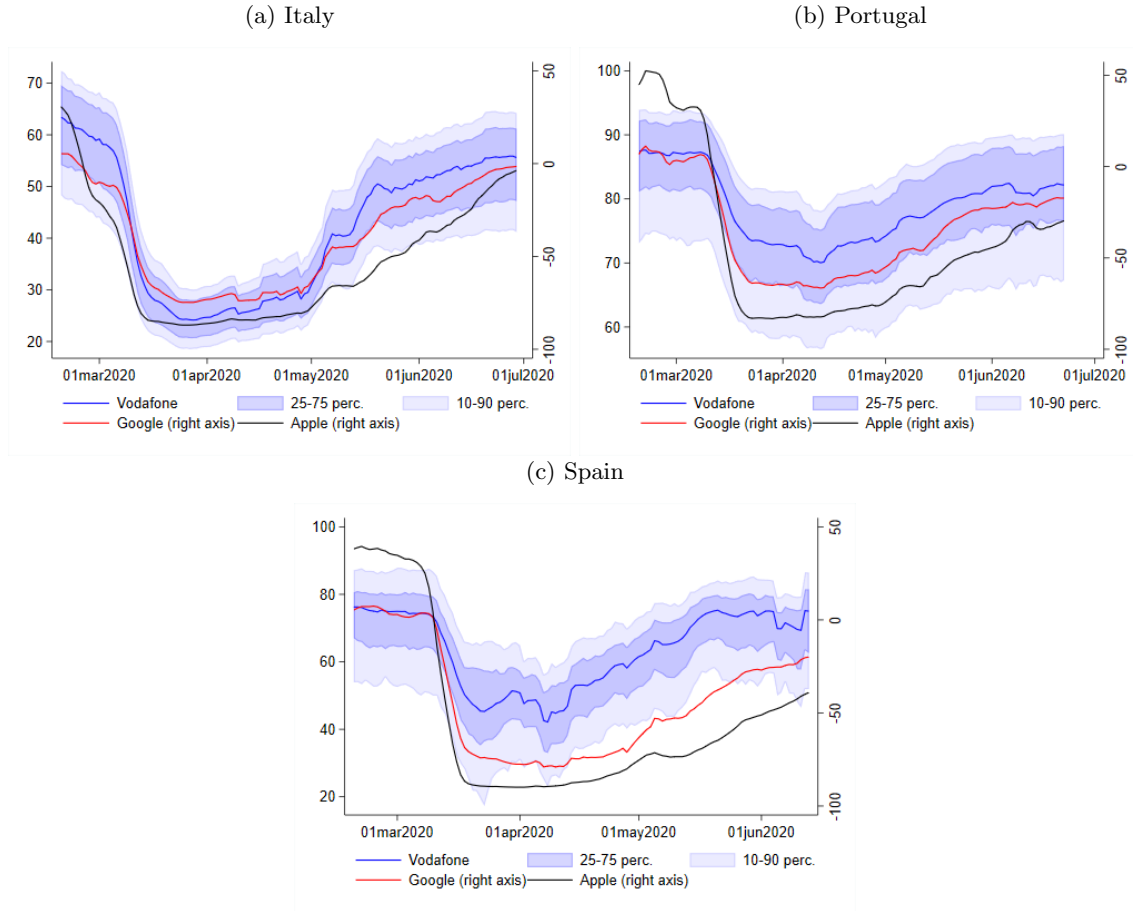 (a) Italy
(b) Portugal
70
60
50
40
30
20
50
0
-50
-100
01mar2020 01apr2020 01may2020 01jun2020 01jul2020
Vodafone 25-75 perc. 10-90 perc.
Google (right axis) Apple (right axis)
100
90
80
70
60
50
0
-50
-100
01mar2020 01apr2020 01may2020 01jun2020 01jul2020
Vodafone 25-75 perc. 10-90 perc.
Google (right axis) Apple (right axis)
(c) Spain
100
80
60
40
20
50
0
-50
-100
01mar2020 01apr2020 01may2020 01jun2020
Vodafone 25-75 perc. 10-90 perc.
Google (right axis) Apple (right axis)